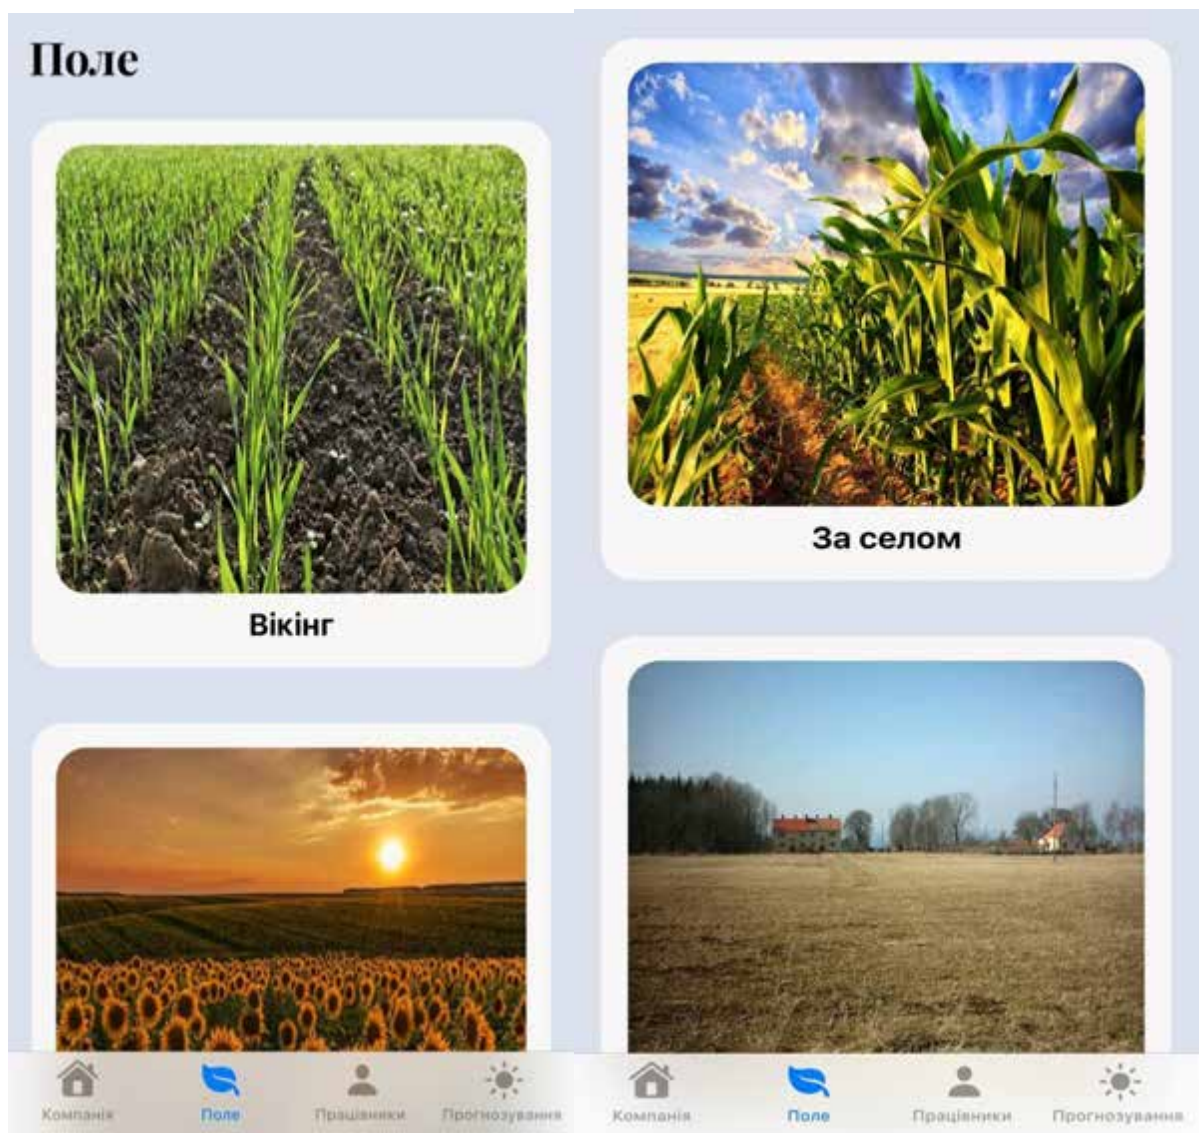 Поле
Вікінг
Компанія Поле Працівники Прогнозування
За селом
Компанія Поле Працівники Прогнозування